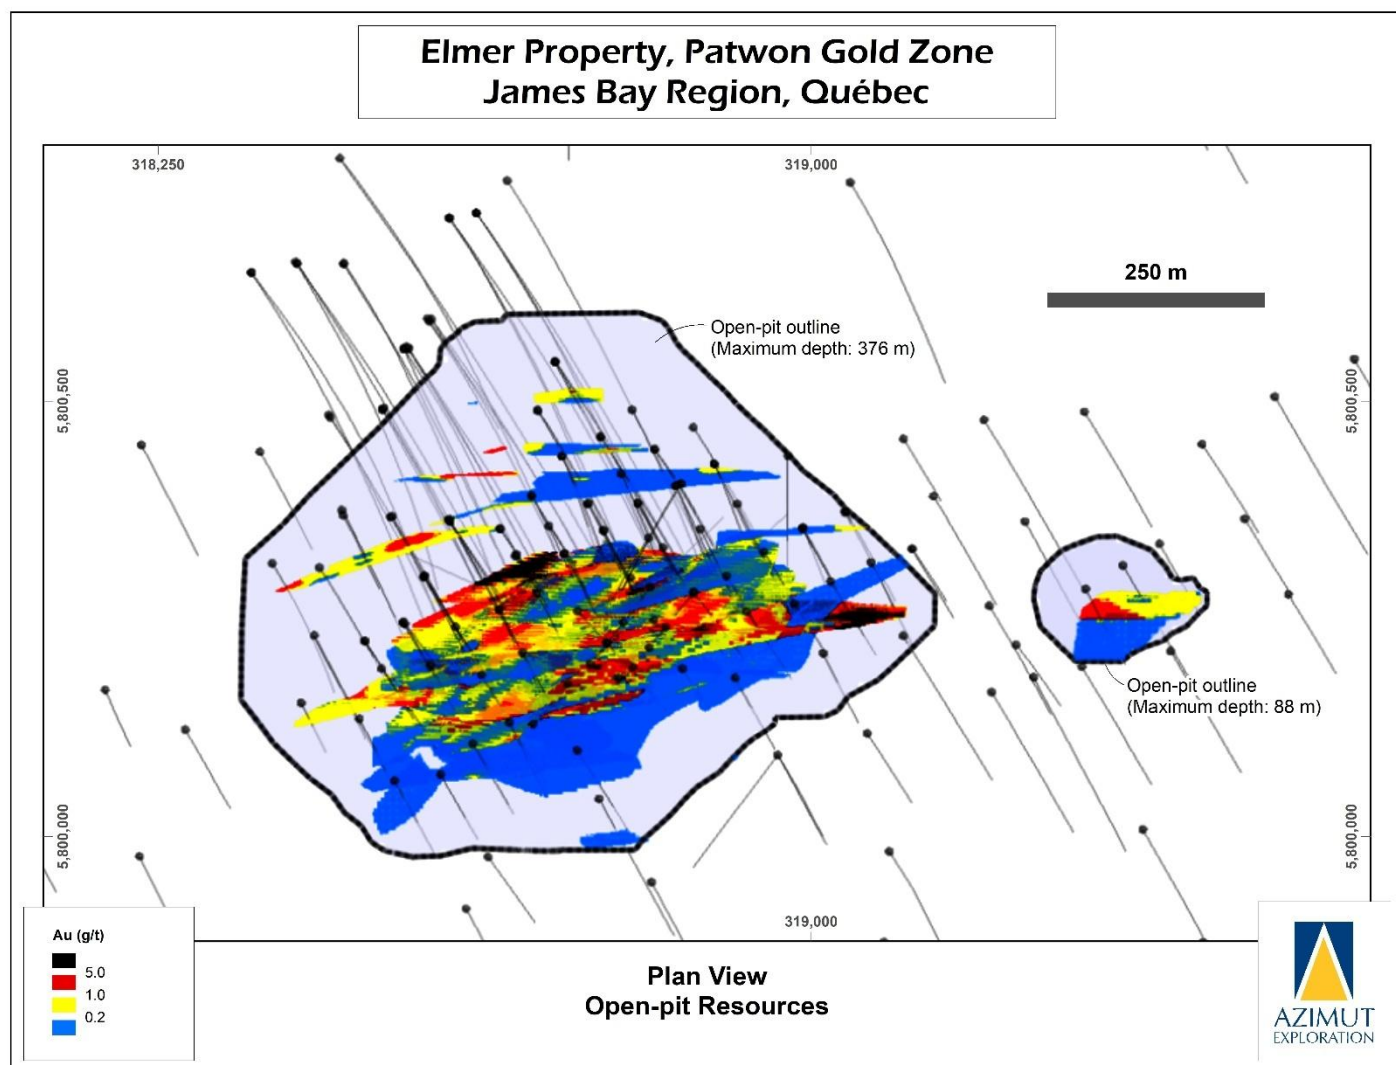 Elmer Property, Patwon Gold Zone
James Bay Region, Québec
318,250
319,000
250 m
Open-pit outline
(Maximum depth: 376 m)
5,800,500
5,800,500
Open-pit outline
(Maximum depth: 88 m)
5,800,000
5,800,000
319,000
Au (g/t)
5.0
1.0
0.2
Plan View
Open-pit Resources
AZIMUT
EXPLORATION